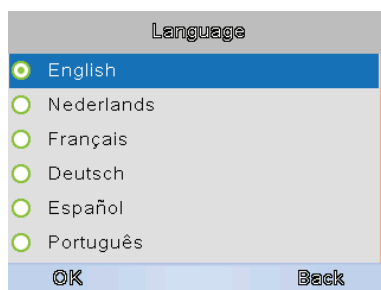 Language
English
Nederlands
Français
Deutsch
Español
Português
OK Back